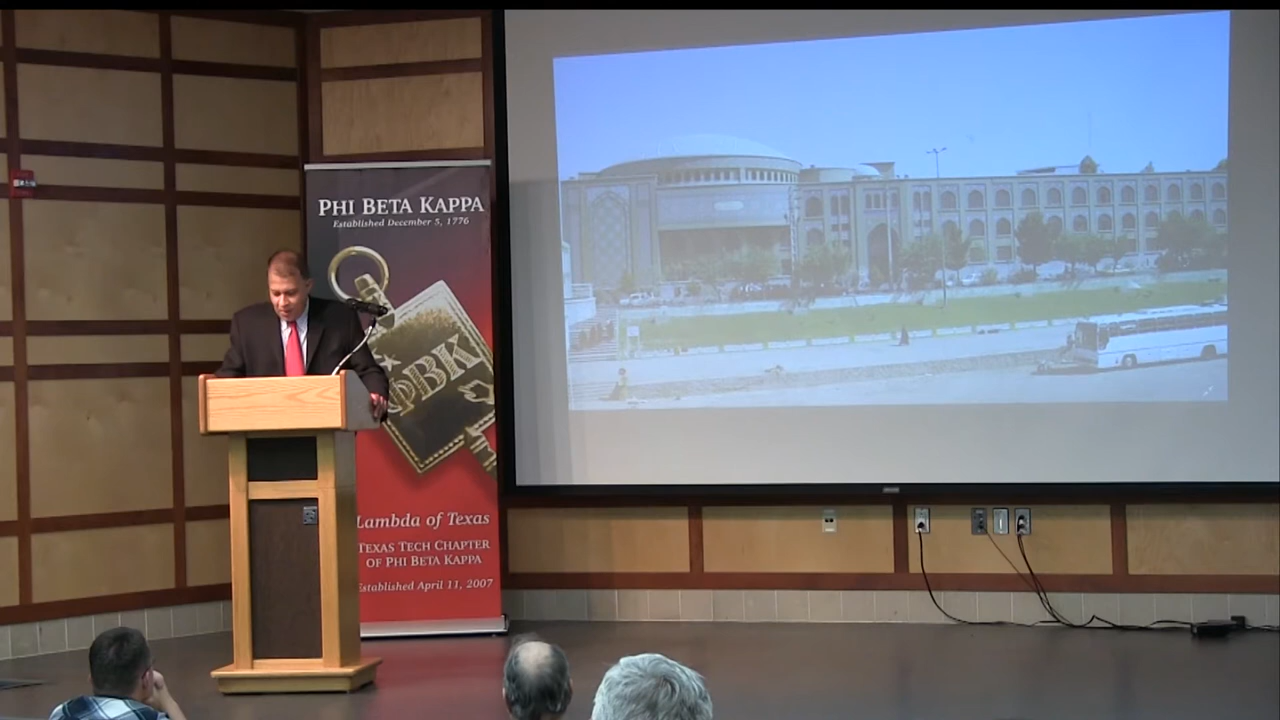 PHI BETA KAPPA
Established December 5, 1776
ΦΒΚ
Lambda of Texas
TEXAS TECH CHAPTER
OF PHI BETA KAPPA
Established April 11, 2007